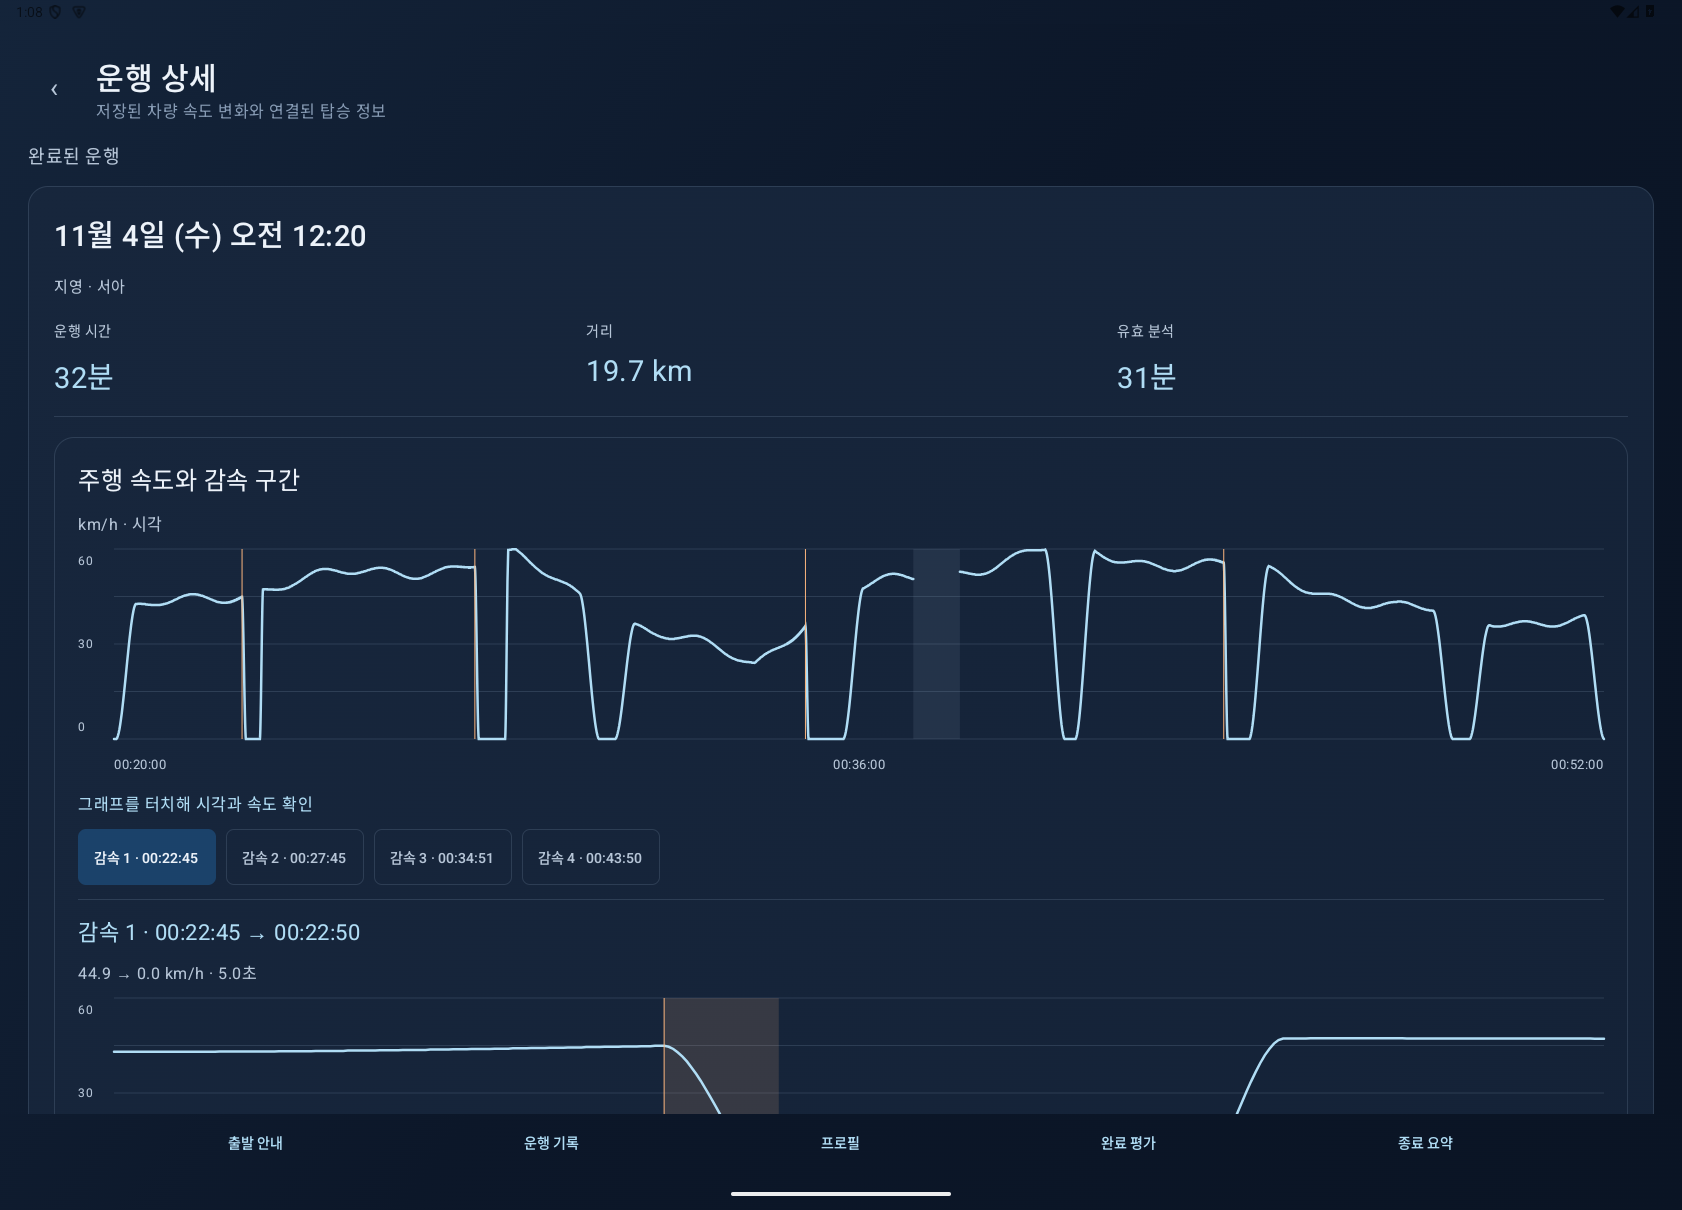 1:08
운행 상세
저장된 차량 속도 변화와 연결된 탑승 정보
완료된 운행
11월 4일 (수) 오전 12:20
지영 · 서아
운행 시간
거리
유효 분석
32분
19.7 km
31분
주행 속도와 감속 구간
km/h · 시각
60
30
0
00:20:00
00:36:00
00:52:00
그래프를 터치해 시각과 속도 확인
감속 1 · 00:22:45
감속 2 · 00:27:45
감속 3 · 00:34:51
감속 4 · 00:43:50
감속 1 · 00:22:45 → 00:22:50
44.9 → 0.0 km/h · 5.0초
60
30
출발 안내
운행 기록
프로필
완료 평가
종료 요약